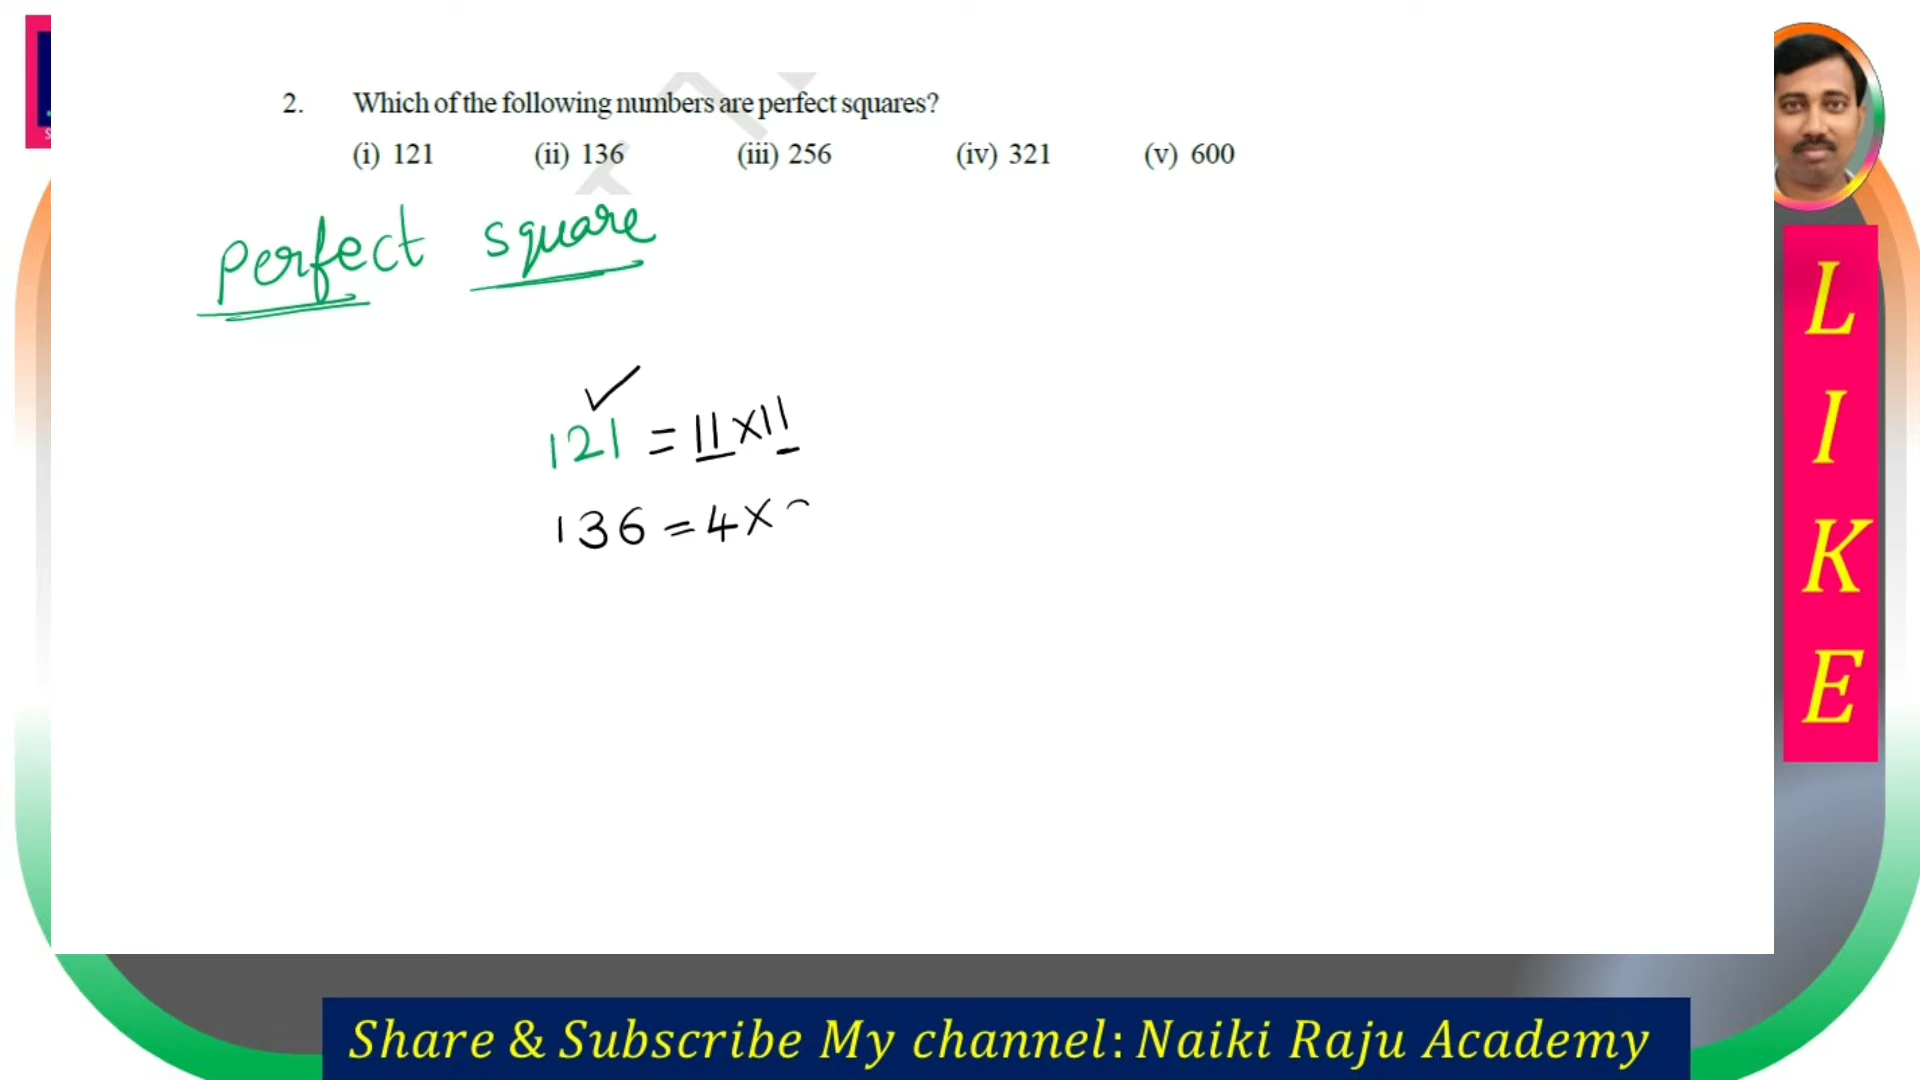 2. Which of the following numbers are perfect squares?
(i) 121 (ii) 136 (iii) 256 (iv) 321 (v) 600
perfect square
121 = 11 x 11
136 = 4 x
L
I
K
E
Share & Subscribe My channel: Naiki Raju Academy